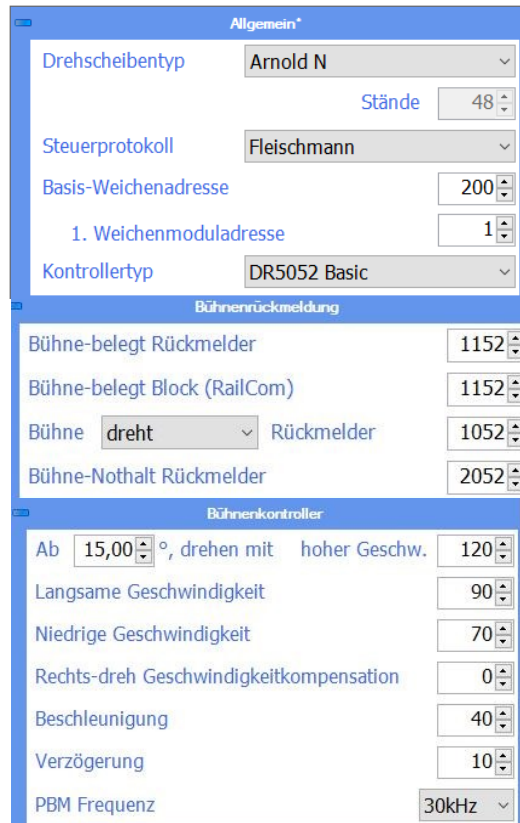 Allgemein*
Drehscheibentyp Arnold N
Stände 48
Steuerprotokoll Fleischmann
Basis-Weichenadresse 200
1. Weichenmoduladresse 1
Kontrollertyp DR5052 Basic
Bühnenrückmeldung
Bühne-belegt Rückmelder 1152
Bühne-belegt Block (RailCom) 1152
Bühne dreht Rückmelder 1052
Bühne-Nothalt Rückmelder 2052
Bühnenkontroller
Ab 15,00 °, drehen mit hoher Geschw. 120
Langsame Geschwindigkeit 90
Niedrige Geschwindigkeit 70
Rechts-dreh Geschwindigkeitkompensation 0
Beschleunigung 40
Verzögerung 10
PBM Frequenz 30kHz